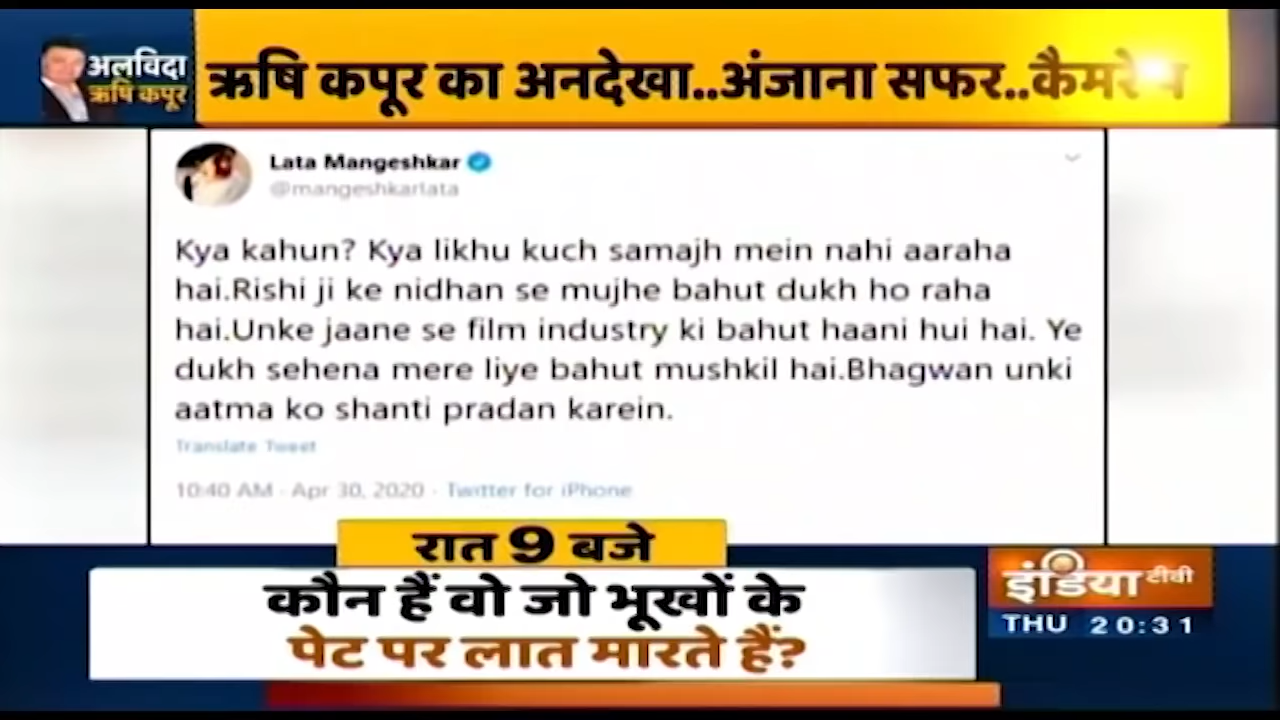 अलविदा
ऋषि कपूर
ऋषि कपूर का अनदेखा..अंजाना सफर..कैमरे
Lata Mangeshkar
@mangeshkarlata
Kya kahun? Kya likhu kuch samajh mein nahi aaraha
hai.Rishi ji ke nidhan se mujhe bahut dukh ho raha
hai.Unke jaane se film industry ki bahut haani hui hai. Ye
dukh sehena mere liye bahut mushkil hai.Bhagwan unki
aatma ko shanti pradan karein.
Translate Tweet
10:40 AM · Apr 30, 2020 · Twitter for iPhone
रात 9 बजे
कौन हैं वो जो भूखों के
पेट पर लात मारते हैं?
इंडिया टीवी
THU 20:31